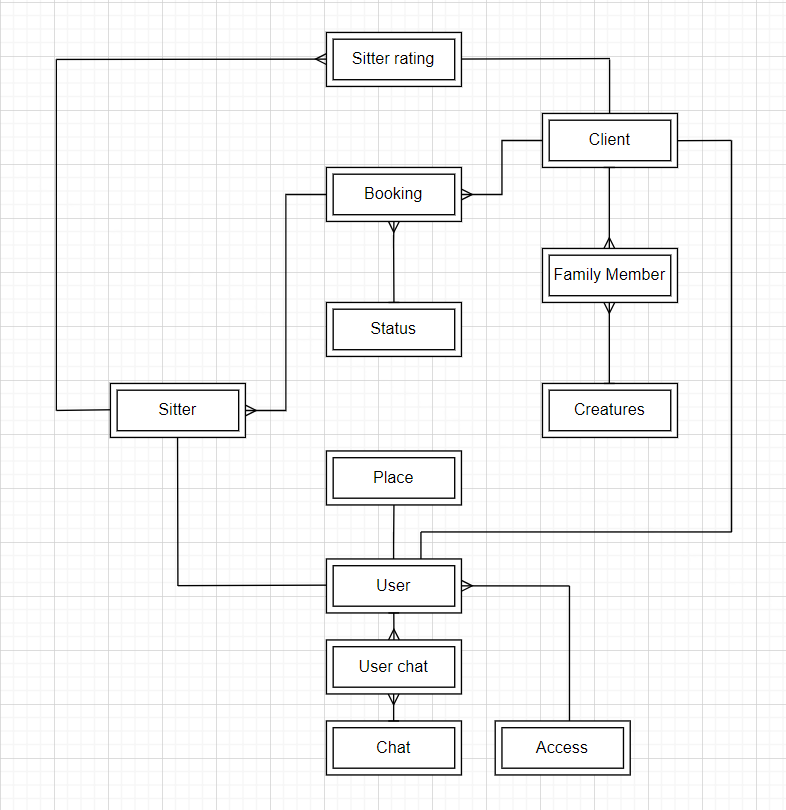 Sitter rating
Client
Booking
Family Member
Status
Sitter
Creatures
Place
User
User chat
Chat
Access